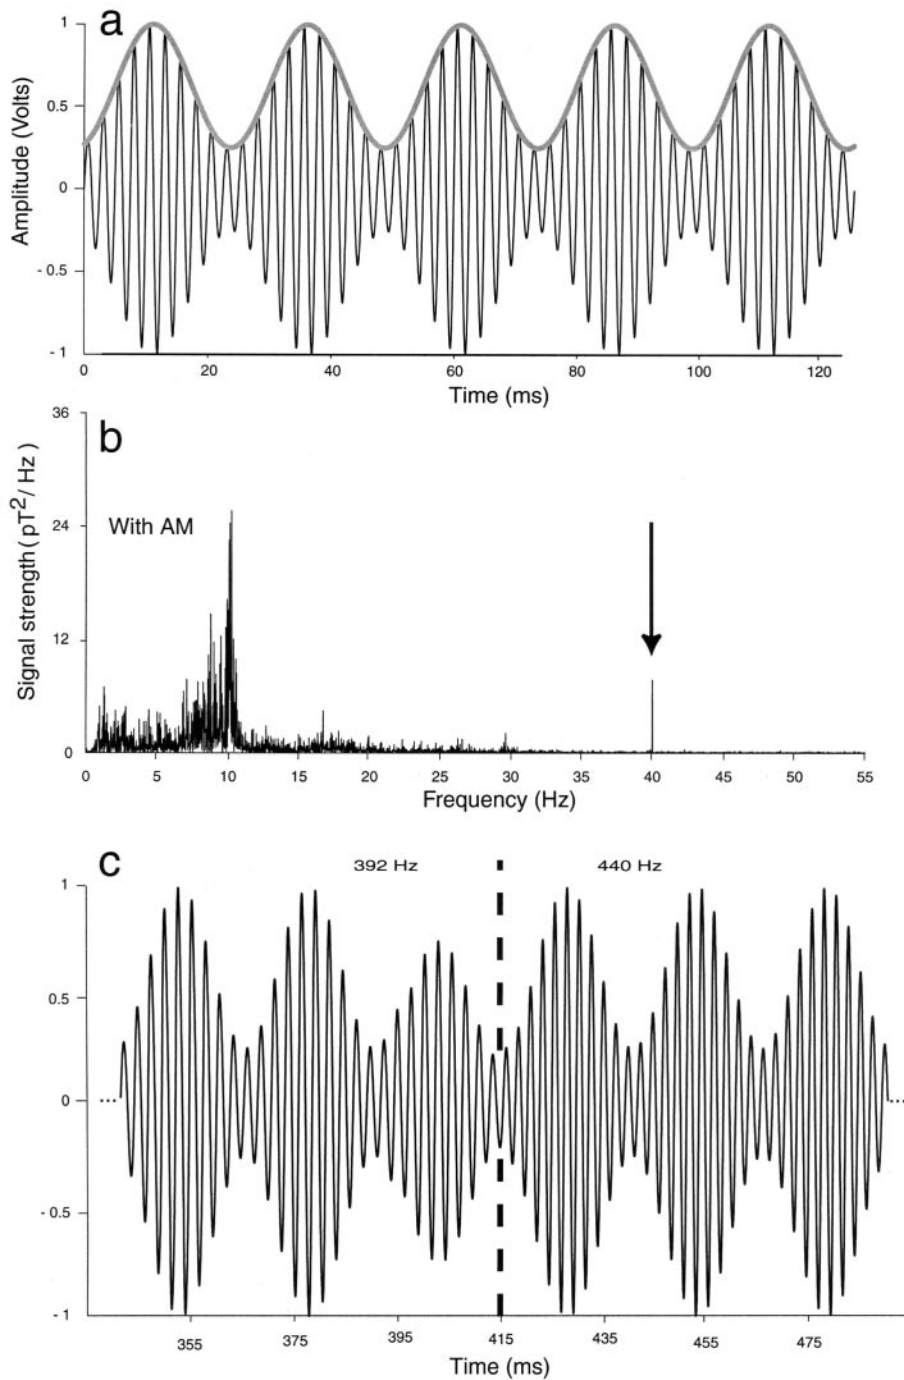 a
1
0.5
0
- 0.5
- 1
Amplitude (Volts)
0 20 40 60 80 100 120
Time (ms)
b
36
24
12
0
Signal strength ( pT2 / Hz )
With AM
0 5 10 15 20 25 30 35 40 45 50 55
Frequency (Hz)
c
392 Hz 440 Hz
1
0.5
0
- 0.5
- 1
355 375 395 415 435 455 475
Time (ms)